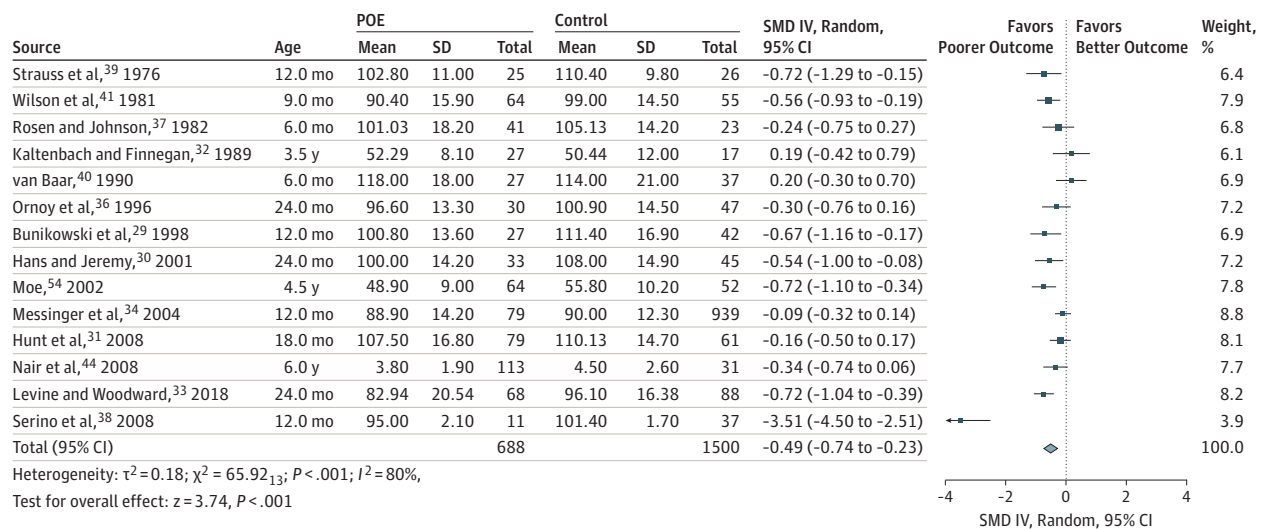 POE Control SMD IV, Random, 95% CI Favors Poorer Outcome Favors Better Outcome Weight, %
Source Age Mean SD Total Mean SD Total
Strauss et al,39 1976 12.0 mo 102.80 11.00 25 110.40 9.80 26 -0.72 (-1.29 to -0.15) 6.4
Wilson et al,41 1981 9.0 mo 90.40 15.90 64 99.00 14.50 55 -0.56 (-0.93 to -0.19) 7.9
Rosen and Johnson,37 1982 6.0 mo 101.03 18.20 41 105.13 14.20 23 -0.24 (-0.75 to 0.27) 6.8
Kaltenbach and Finnegan,32 1989 3.5 y 52.29 8.10 27 50.44 12.00 17 0.19 (-0.42 to 0.79) 6.1
van Baar,40 1990 6.0 mo 118.00 18.00 27 114.00 21.00 37 0.20 (-0.30 to 0.70) 6.9
Ornoy et al,36 1996 24.0 mo 96.60 13.30 30 100.90 14.50 47 -0.30 (-0.76 to 0.16) 7.2
Bunikowski et al,29 1998 12.0 mo 100.80 13.60 27 111.40 16.90 42 -0.67 (-1.16 to -0.17) 6.9
Hans and Jeremy,30 2001 24.0 mo 100.00 14.20 33 108.00 14.90 45 -0.54 (-1.00 to -0.08) 7.2
Moe,54 2002 4.5 y 48.90 9.00 64 55.80 10.20 52 -0.72 (-1.10 to -0.34) 7.8
Messinger et al,34 2004 12.0 mo 88.90 14.20 79 90.00 12.30 939 -0.09 (-0.32 to 0.14) 8.8
Hunt et al,31 2008 18.0 mo 107.50 16.80 79 110.13 14.70 61 -0.16 (-0.50 to 0.17) 8.1
Nair et al,44 2008 6.0 y 3.80 1.90 113 4.50 2.60 31 -0.34 (-0.74 to 0.06) 7.7
Levine and Woodward,33 2018 24.0 mo 82.94 20.54 68 96.10 16.38 88 -0.72 (-1.04 to -0.39) 8.2
Serino et al,38 2008 12.0 mo 95.00 2.10 11 101.40 1.70 37 -3.51 (-4.50 to -2.51) 3.9
Total (95% CI) 688 1500 -0.49 (-0.74 to -0.23) 100.0
Heterogeneity: τ2 = 0.18; χ2 = 65.9213; P < .001; I2 = 80%,
Test for overall effect: z = 3.74, P < .001
-4 -2 0 2 4
SMD IV, Random, 95% CI